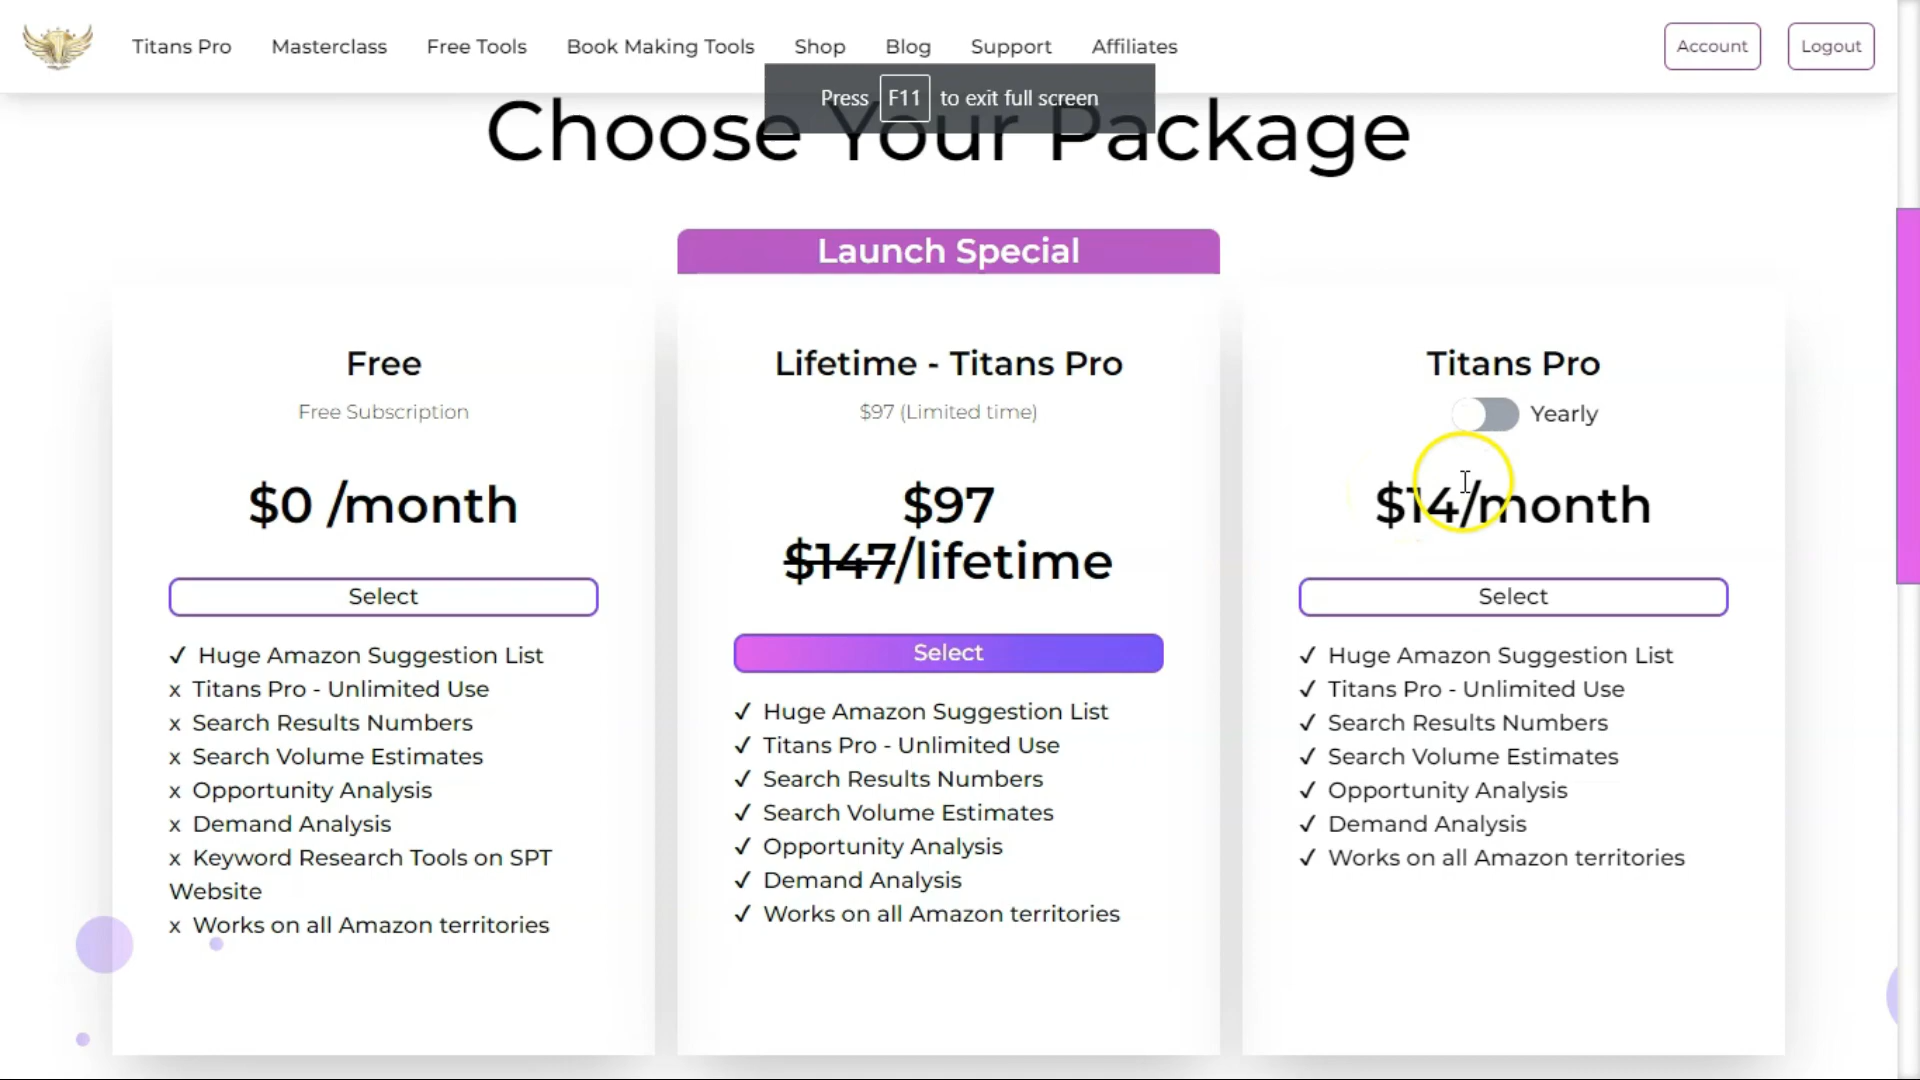 Titans Pro Masterclass Free Tools Book Making Tools Shop Blog Support Affiliates Account Logout
Press F11 to exit full screen
Choose Your Package
Launch Special
Free
Free Subscription
$0 /month
Select
✓ Huge Amazon Suggestion List
x Titans Pro - Unlimited Use
x Search Results Numbers
x Search Volume Estimates
x Opportunity Analysis
x Demand Analysis
x Keyword Research Tools on SPT
Website
x Works on all Amazon territories
Lifetime - Titans Pro
$97 (Limited time)
$97
$147/lifetime
Select
✓ Huge Amazon Suggestion List
✓ Titans Pro - Unlimited Use
✓ Search Results Numbers
✓ Search Volume Estimates
✓ Opportunity Analysis
✓ Demand Analysis
✓ Works on all Amazon territories
Titans Pro
Yearly
$14/month
Select
✓ Huge Amazon Suggestion List
✓ Titans Pro - Unlimited Use
✓ Search Results Numbers
✓ Search Volume Estimates
✓ Opportunity Analysis
✓ Demand Analysis
✓ Works on all Amazon territories